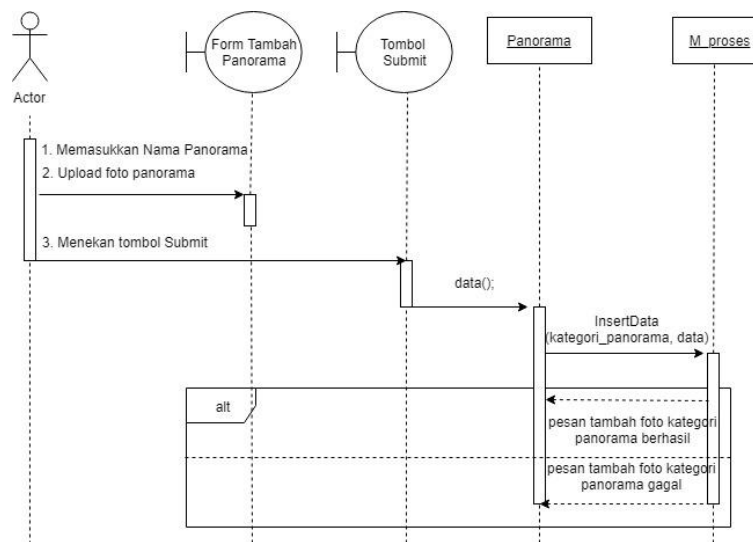 Form Tambah
Panorama
Tombol
Submit
Panorama
M_proses
Actor
1. Memasukkan Nama Panorama
2. Upload foto panorama
3. Menekan tombol Submit
data();
InsertData
(kategori_panorama, data)
alt
pesan tambah foto kategori
panorama berhasil
pesan tambah foto kategori
panorama gagal